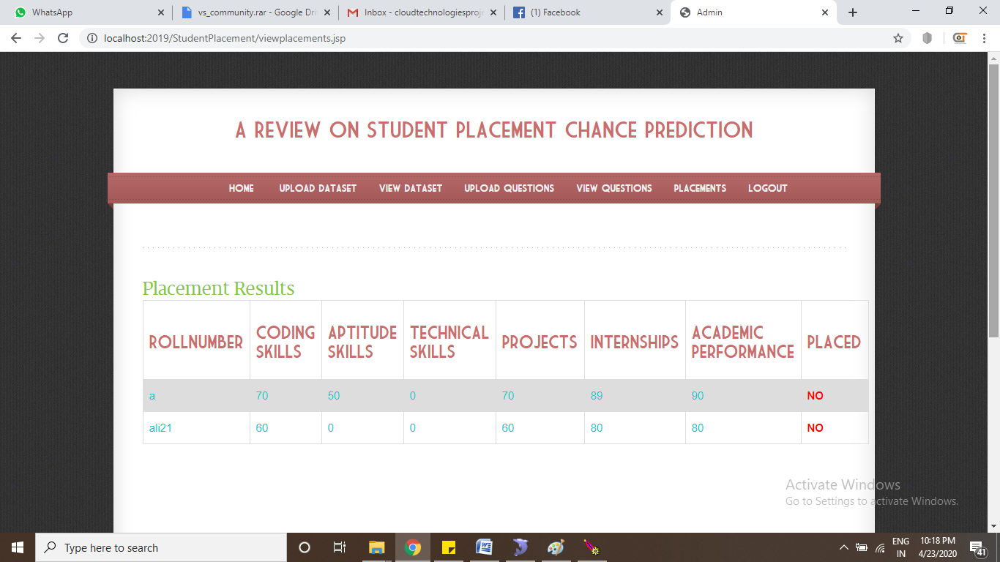 WhatsApp
vs_community.rar - Google Dri
Inbox - cloudtechnologiesproje
(1) Facebook
Admin
localhost:2019/StudentPlacement/viewplacements.jsp
A REVIEW ON STUDENT PLACEMENT CHANCE PREDICTION
HOME UPLOAD DATASET VIEW DATASET UPLOAD QUESTIONS VIEW QUESTIONS PLACEMENTS LOGOUT
Placement Results
ROLLNUMBER CODING SKILLS APTITUDE SKILLS TECHNICAL SKILLS PROJECTS INTERNSHIPS ACADEMIC PERFORMANCE PLACED
a 70 50 0 70 89 90 NO
ali21 60 0 0 60 80 80 NO
Activate Windows
Go to Settings to activate Windows.
Type here to search
ENG
IN
10:18 PM
4/23/2020
41